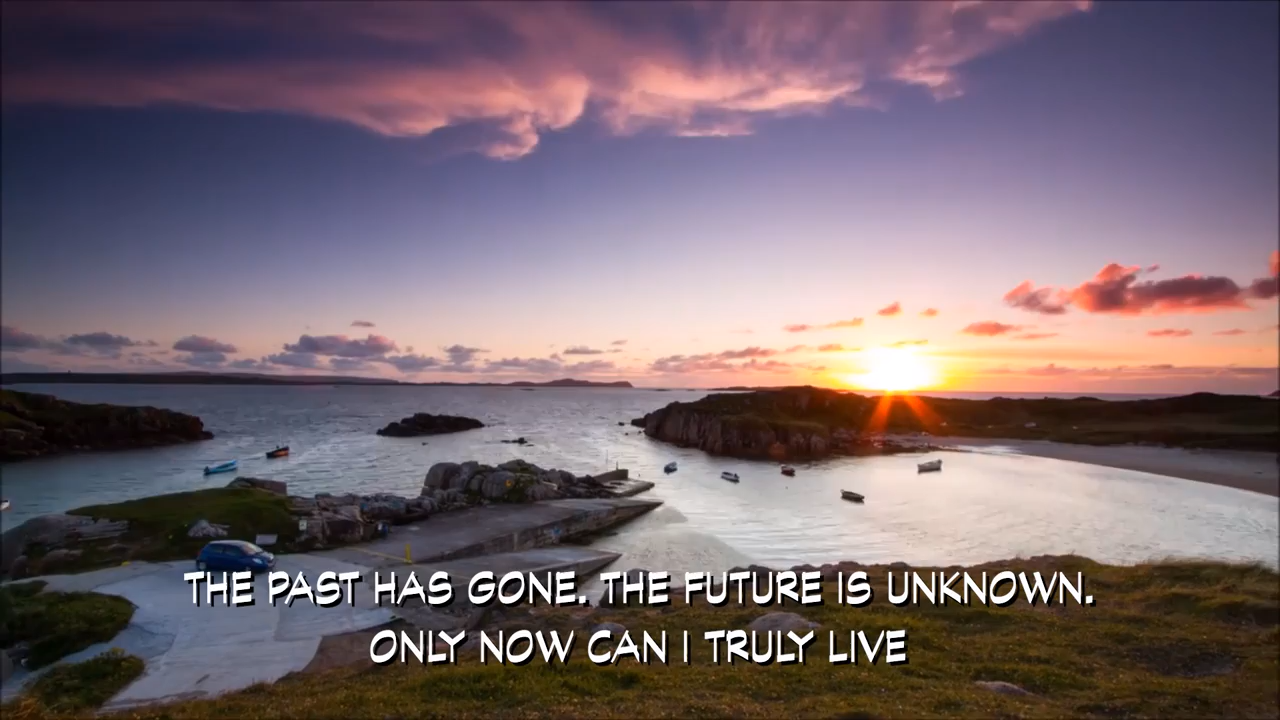 THE PAST HAS GONE. THE FUTURE IS UNKNOWN.
ONLY NOW CAN I TRULY LIVE